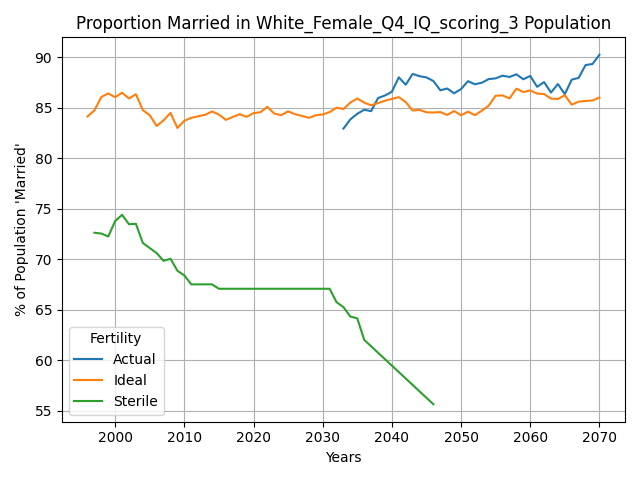 Proportion Married in White_Female_Q4_IQ_scoring_3 Population
% of Population 'Married'
90
85
80
75
70
65
60
55
Fertility
Actual
Ideal
Sterile
2000 2010 2020 2030 2040 2050 2060 2070
Years